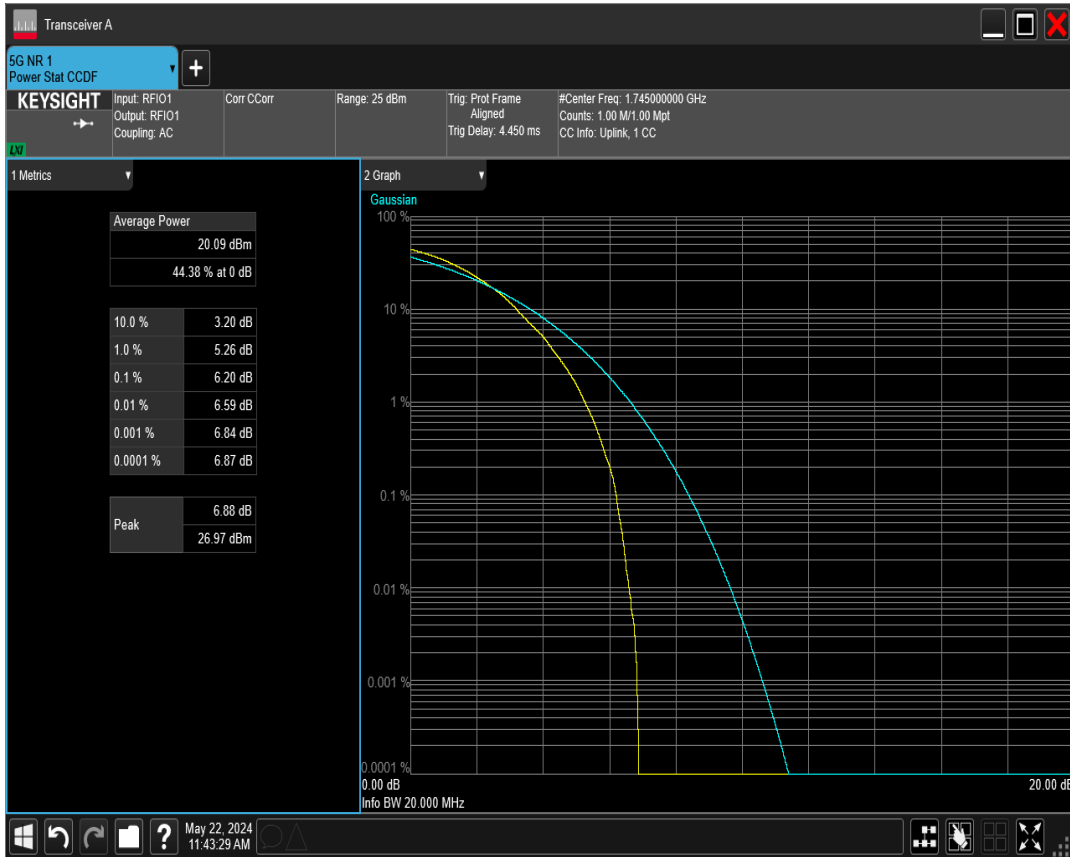 Transceiver A
5G NR 1
Power Stat CCDF
KEYSIGHT
LXI
Input: RFIO1
Output: RFIO1
Coupling: AC
Corr CCorr
Range: 25 dBm
Trig: Prot Frame
Aligned
Trig Delay: 4.450 ms
#Center Freq: 1.745000000 GHz
Counts: 1.00 M/1.00 Mpt
CC Info: Uplink, 1 CC
1 Metrics
Average Power
20.09 dBm
44.38 % at 0 dB
10.0 % 3.20 dB
1.0 % 5.26 dB
0.1 % 6.20 dB
0.01 % 6.59 dB
0.001 % 6.84 dB
0.0001 % 6.87 dB
Peak
6.88 dB
26.97 dBm
2 Graph
Gaussian
100 %
10 %
1 %
0.1 %
0.01 %
0.001 %
0.0001 %
0.00 dB 20.00 dB
Info BW 20.000 MHz
?
May 22, 2024
11:43:29 AM